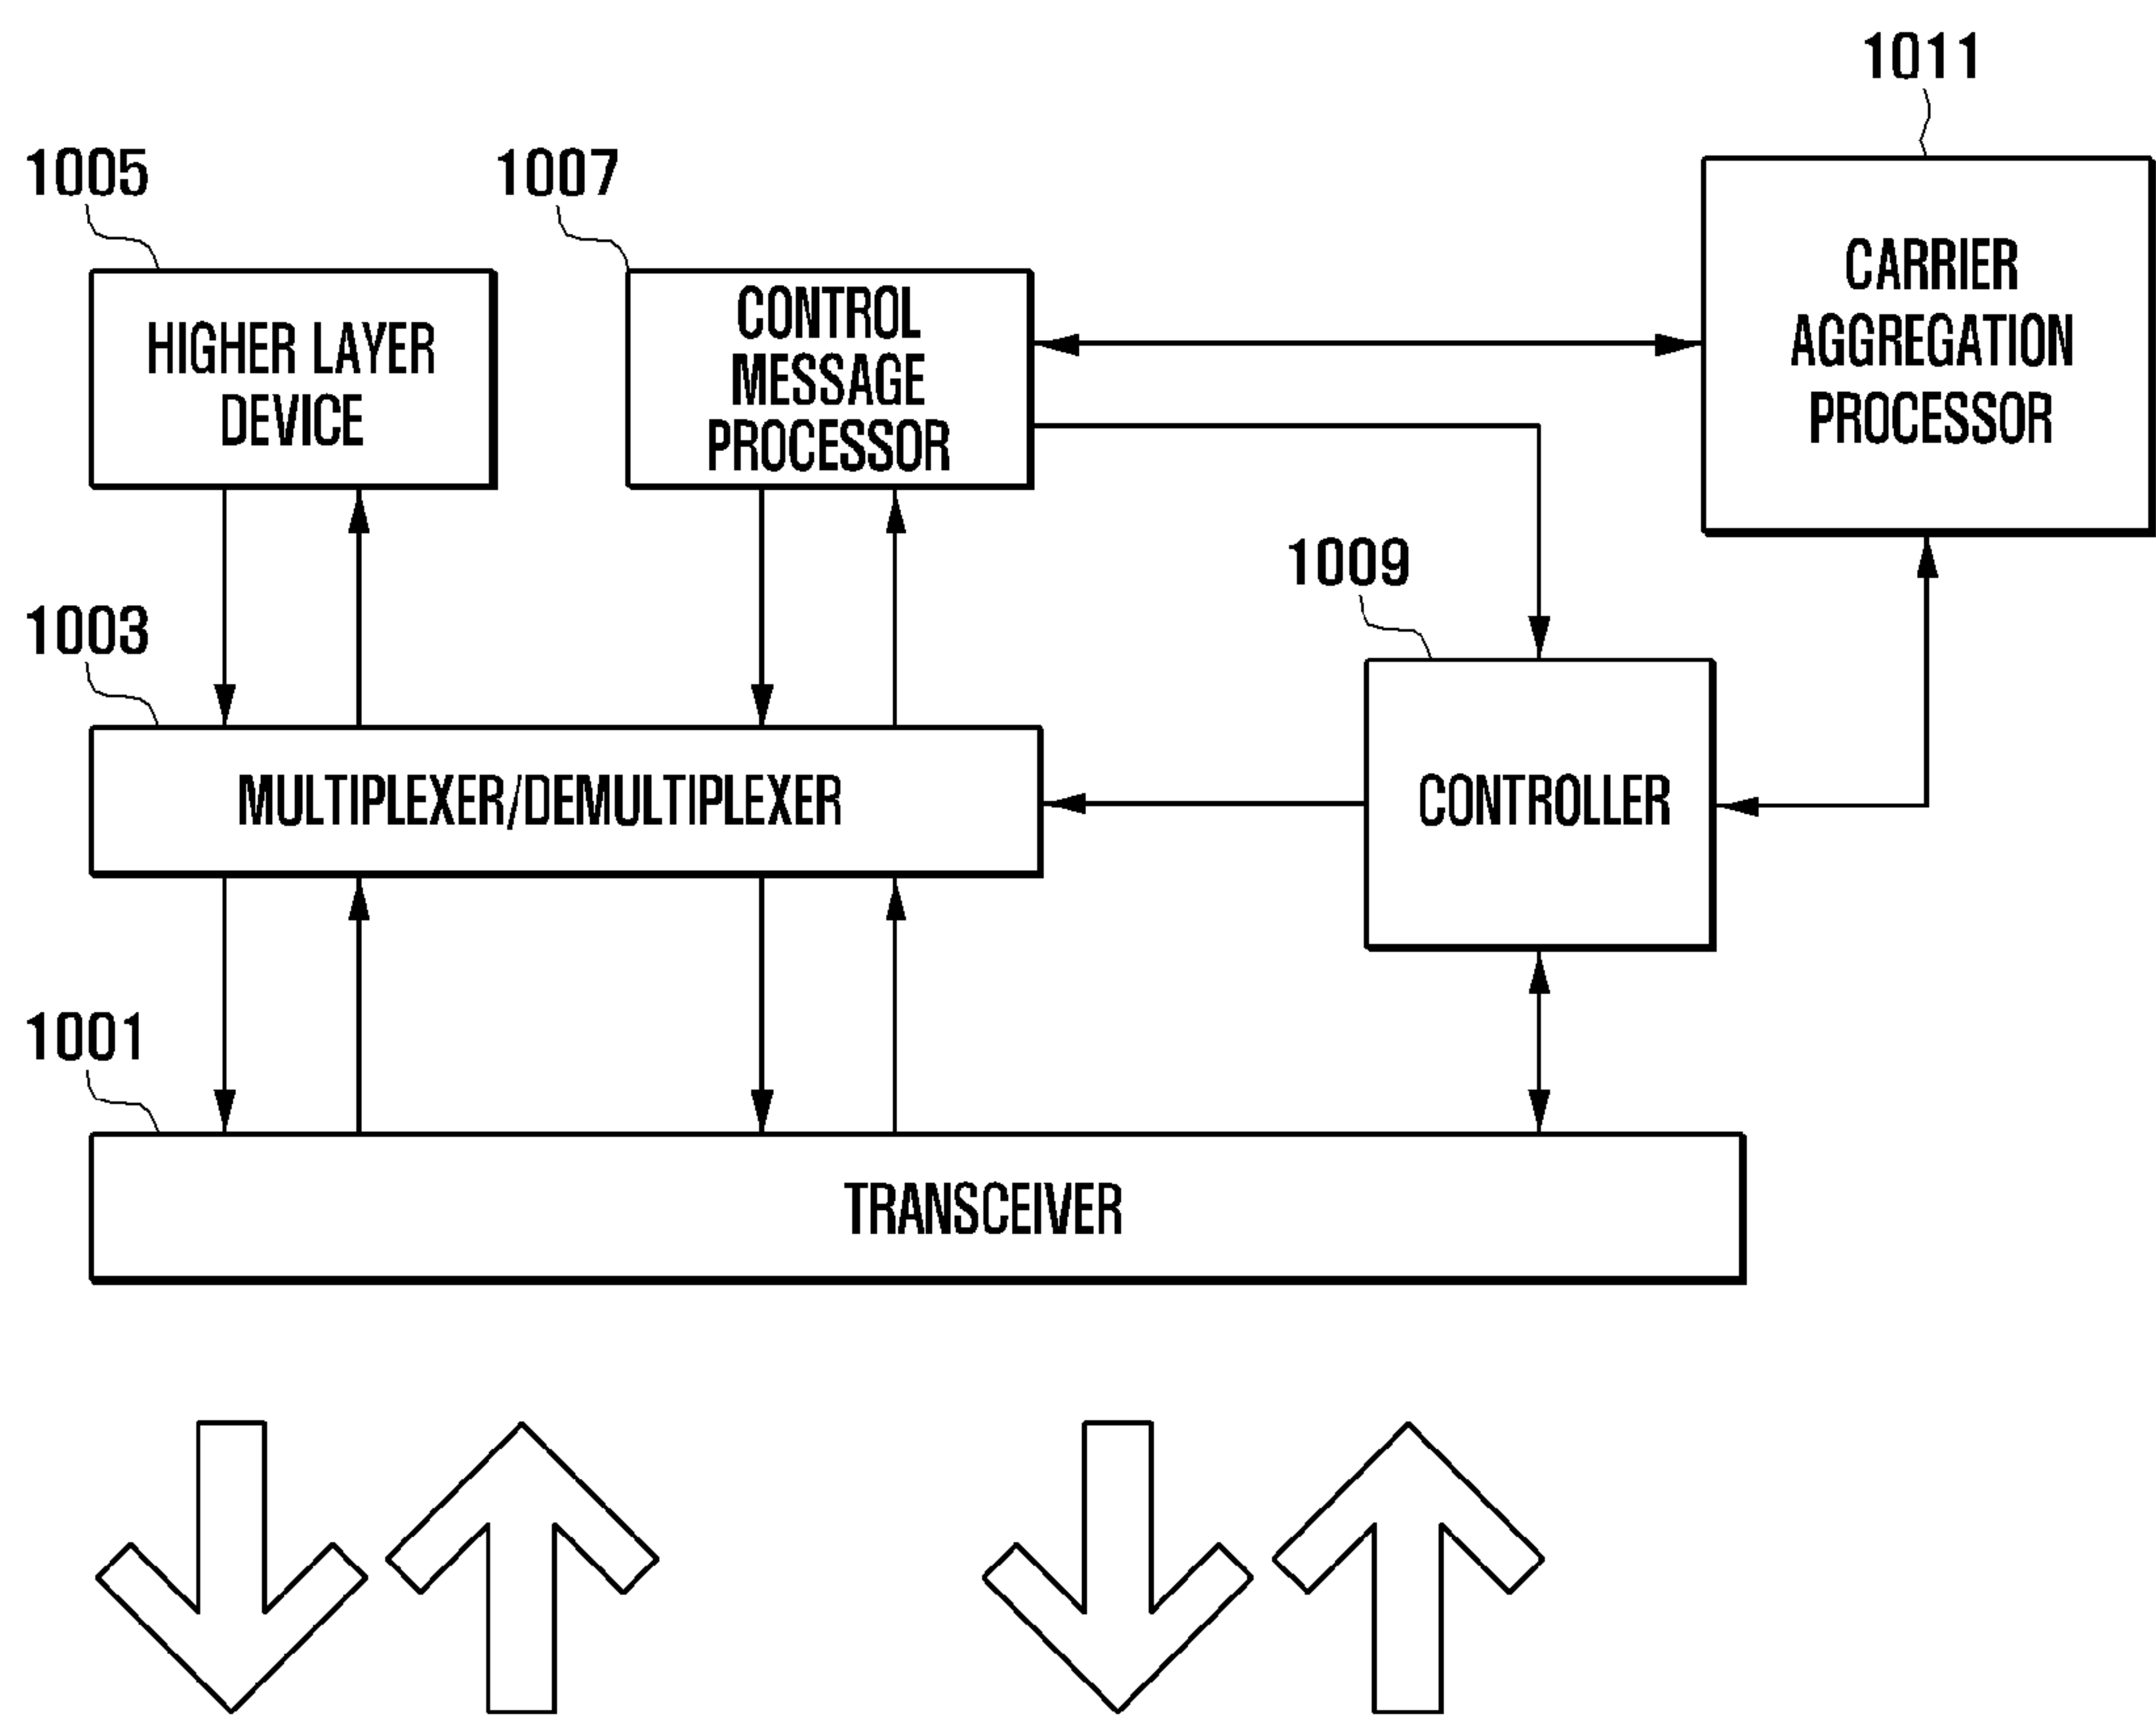 1011
1005
1007
CARRIER
AGGREGATION
PROCESSOR
HIGHER LAYER
DEVICE
CONTROL
MESSAGE
PROCESSOR
1009
1003
MULTIPLEXER/DEMULTIPLEXER
CONTROLLER
1001
TRANSCEIVER